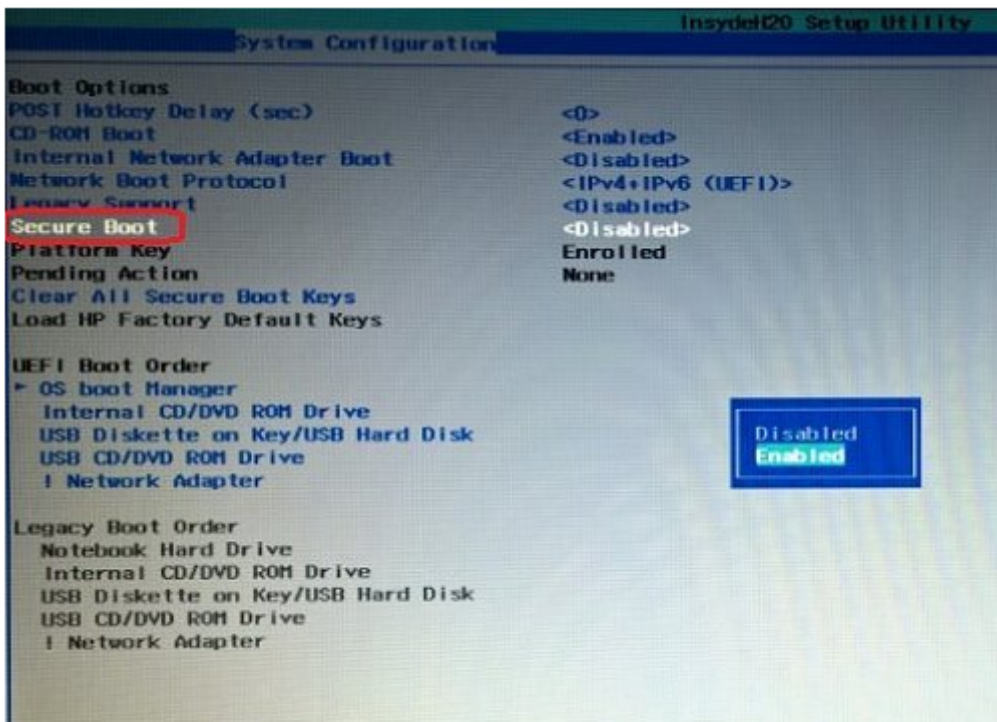 InsydeH20 Setup Utility
System Configuration
Boot Options
POST Hotkey Delay (sec) <0>
CD-ROM Boot <Enabled>
Internal Network Adapter Boot <Disabled>
Network Boot Protocol <IPv4+IPv6 (UEFI)>
Legacy Support <Disabled>
Secure Boot <Disabled>
Platform Key Enrolled
Pending Action None
Clear All Secure Boot Keys
Load HP Factory Default Keys
UEFI Boot Order
► OS boot Manager
Internal CD/DVD ROM Drive
USB Diskette on Key/USB Hard Disk
USB CD/DVD ROM Drive
! Network Adapter
Disabled
Enabled
Legacy Boot Order
Notebook Hard Drive
Internal CD/DVD ROM Drive
USB Diskette on Key/USB Hard Disk
USB CD/DVD ROM Drive
! Network Adapter